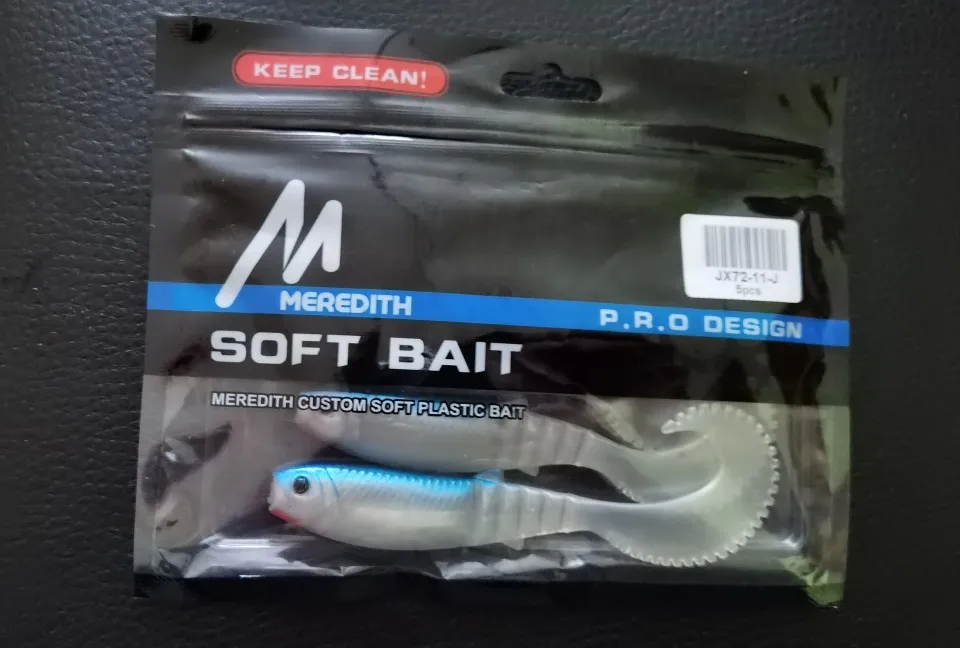 KEEP CLEAN!
JX72-11-J
5pcs
MEREDITH
P.R.O DESIGN
SOFT BAIT
MEREDITH CUSTOM SOFT PLASTIC BAIT